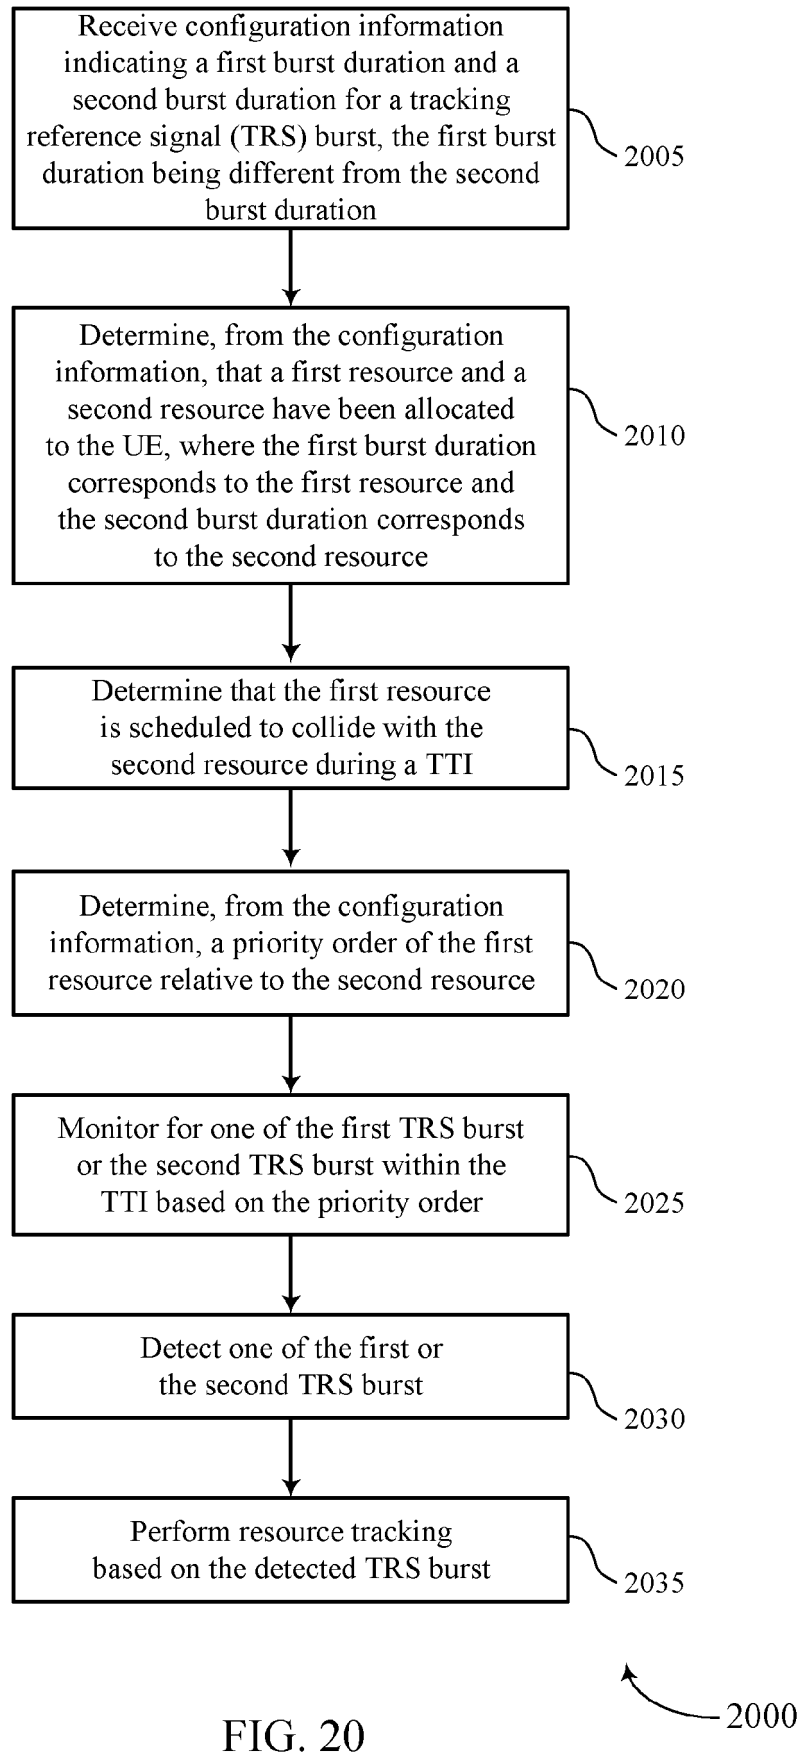 Receive configuration information
indicating a first burst duration and a
second burst duration for a tracking
reference signal (TRS) burst, the first burst
duration being different from the second
burst duration
2005
Determine, from the configuration
information, that a first resource and a
second resource have been allocated
to the UE, where the first burst duration
corresponds to the first resource and
the second burst duration corresponds
to the second resource
2010
Determine that the first resource
is scheduled to collide with the
second resource during a TTI
2015
Determine, from the configuration
information, a priority order of the first
resource relative to the second resource
2020
Monitor for one of the first TRS burst
or the second TRS burst within the
TTI based on the priority order
2025
Detect one of the first or
the second TRS burst
2030
Perform resource tracking
based on the detected TRS burst
2035
2000
FIG. 20